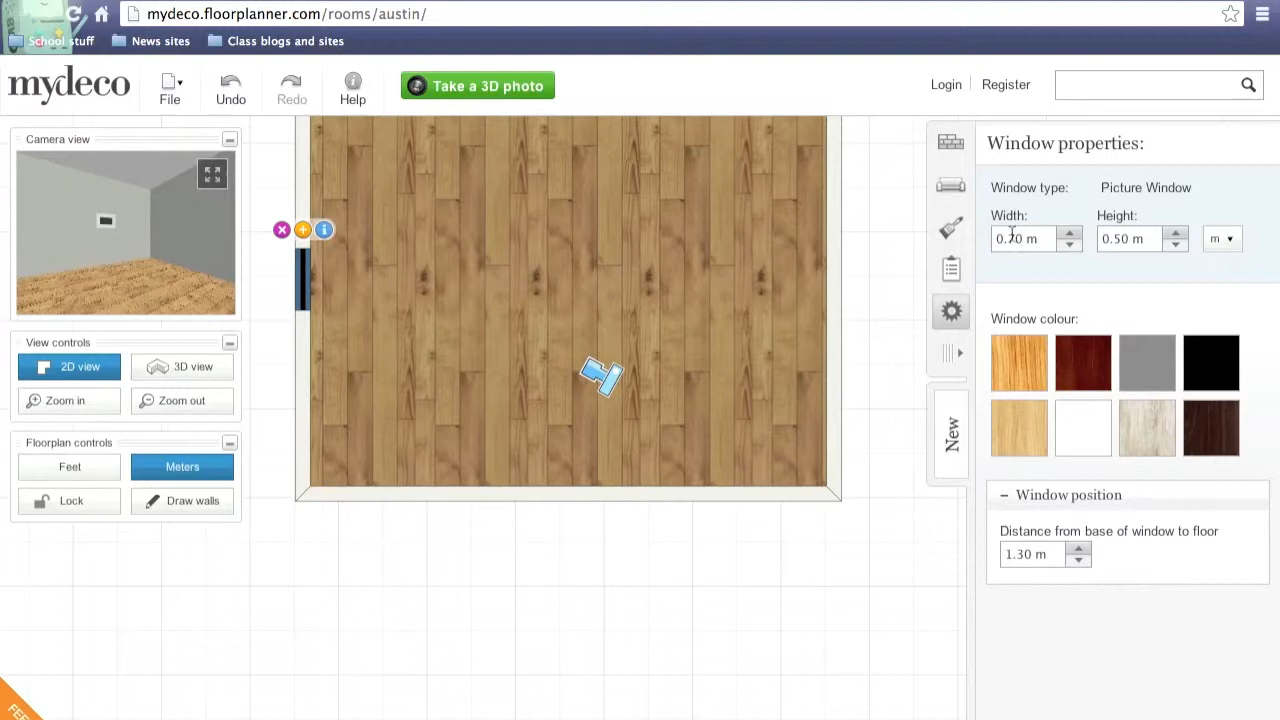 mydeco.floorplanner.com/rooms/austin/
School stuff
News sites
Class blogs and sites
mydeco
File
Undo
Redo
Help
Take a 3D photo
Login
Register
Camera view
Window properties:
Window type: Picture Window
Width:
Height:
0.70 m
0.50 m
m
Window colour:
View controls
2D view
3D view
Zoom in
Zoom out
Floorplan controls
Feet
Meters
Lock
Draw walls
New
Window position
Distance from base of window to floor
1.30 m